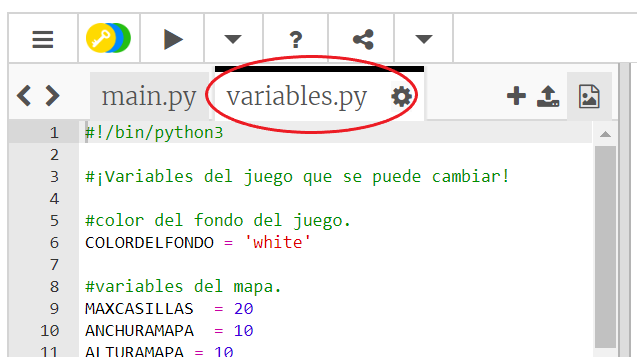 ?
main.py variables.py
1 #!/bin/python3
2
3 #¡Variables del juego que se puede cambiar!
4
5 #color del fondo del juego.
6 COLORDELFONDO = 'white'
7
8 #variables del mapa.
9 MAXCASILLAS = 20
10 ANCHURAMAPA = 10
11 ALTURAMAPA = 10